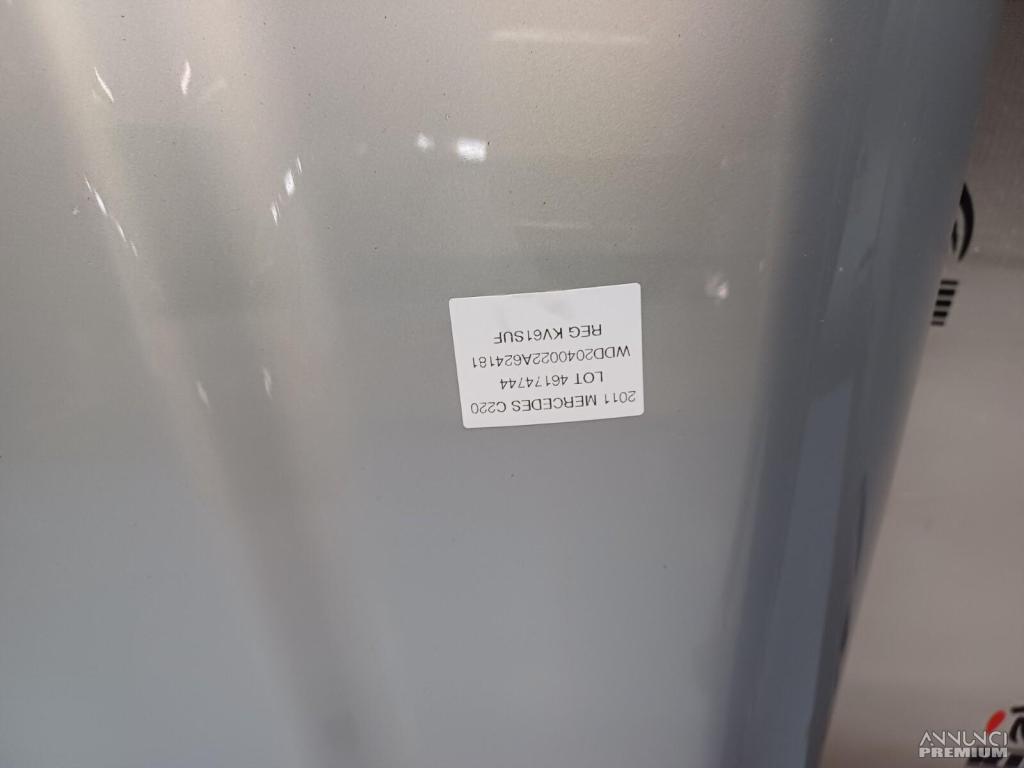 2011 MERCEDES C220
LOT 46174744
WDD2040022A624181
REG KV61SUF
ANNUNCI
PREMIUM